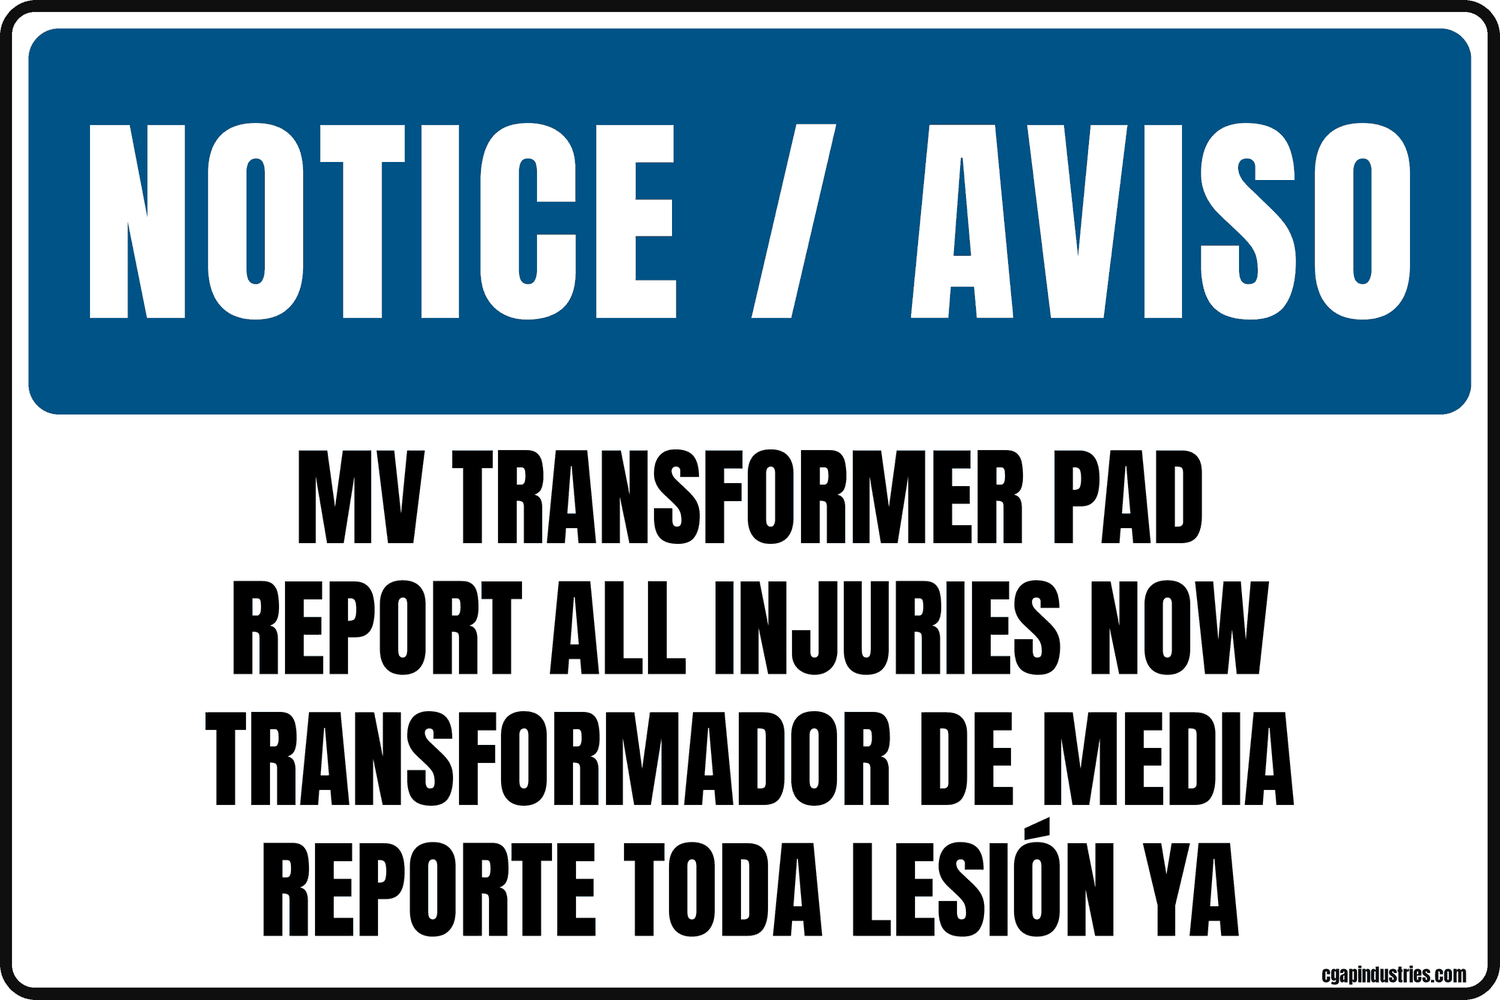 NOTICE / AVISO
MV TRANSFORMER PAD
REPORT ALL INJURIES NOW
TRANSFORMADOR DE MEDIA
REPORTE TODA LESIÓN YA
cgapindustries.com